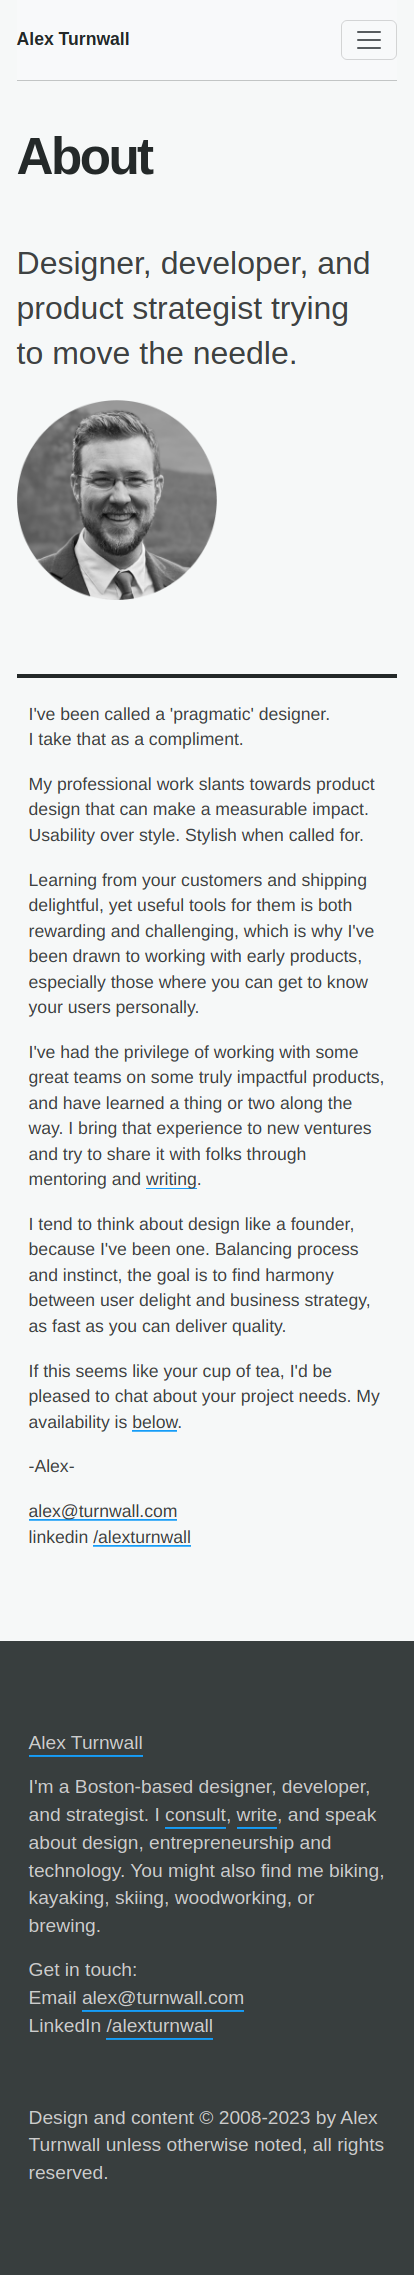 Alex Turnwall
About
Designer, developer, and
product strategist trying
to move the needle.
I've been called a 'pragmatic' designer.
I take that as a compliment.
My professional work slants towards product
design that can make a measurable impact.
Usability over style. Stylish when called for.
Learning from your customers and shipping
delightful, yet useful tools for them is both
rewarding and challenging, which is why I've
been drawn to working with early products,
especially those where you can get to know
your users personally.
I've had the privilege of working with some
great teams on some truly impactful products,
and have learned a thing or two along the
way. I bring that experience to new ventures
and try to share it with folks through
mentoring and writing.
I tend to think about design like a founder,
because I've been one. Balancing process
and instinct, the goal is to find harmony
between user delight and business strategy,
as fast as you can deliver quality.
If this seems like your cup of tea, I'd be
pleased to chat about your project needs. My
availability is below.
-Alex-
alex@turnwall.com
linkedin /alexturnwall
Alex Turnwall
I'm a Boston-based designer, developer,
and strategist. I consult, write, and speak
about design, entrepreneurship and
technology. You might also find me biking,
kayaking, skiing, woodworking, or
brewing.
Get in touch:
Email alex@turnwall.com
LinkedIn /alexturnwall
Design and content © 2008-2023 by Alex
Turnwall unless otherwise noted, all rights
reserved.